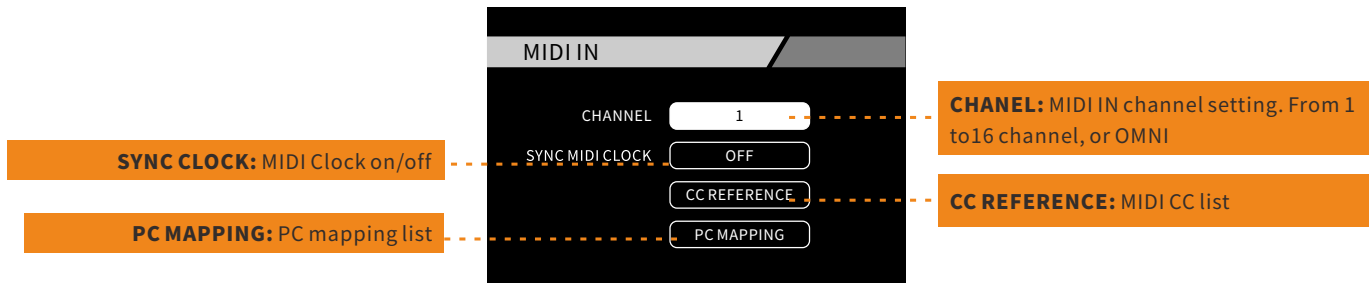 MIDI IN
CHANNEL
1
CHANEL: MIDI IN channel setting. From 1
to16 channel, or OMNI
SYNC CLOCK: MIDI Clock on/off
SYNC MIDI CLOCK
OFF
CC REFERENCE
CC REFERENCE: MIDI CC list
PC MAPPING: PC mapping list
PC MAPPING